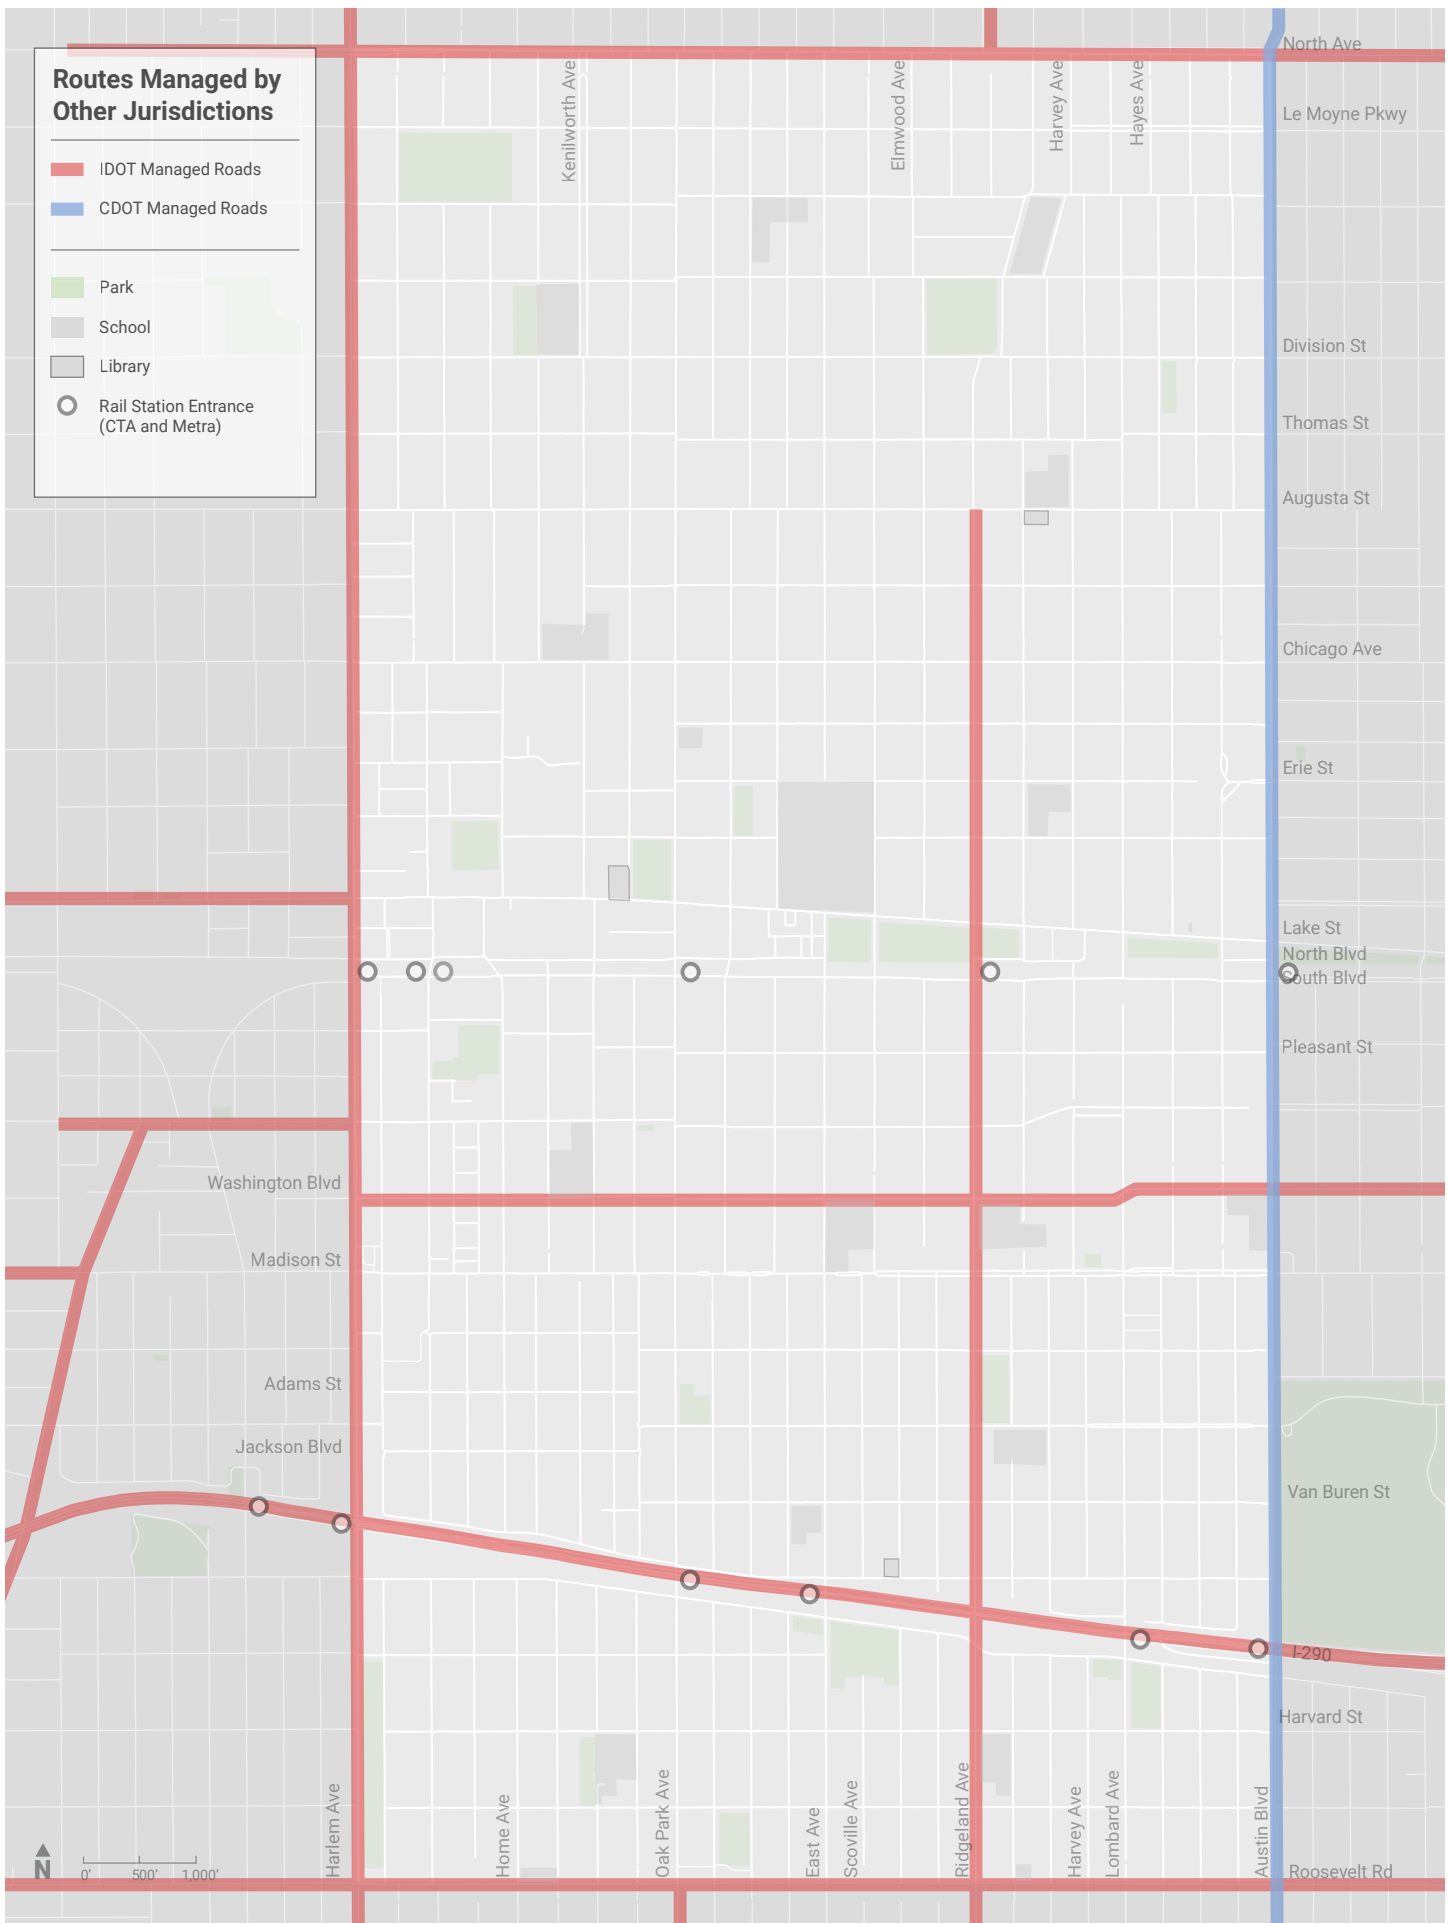 Routes Managed by
Other Jurisdictions
IDOT Managed Roads
CDOT Managed Roads
Park
School
Library
Rail Station Entrance
(CTA and Metra)
Kenilworth Ave
Elmwood Ave
Harvey Ave
Hayes Ave
North Ave
Le Moyne Pkwy
Division St
Thomas St
Augusta St
Chicago Ave
Erie St
Lake St
North Blvd
South Blvd
Pleasant St
Washington Blvd
Madison St
Adams St
Jackson Blvd
Van Buren St
I-290
Harvard St
Roosevelt Rd
Harlem Ave
Home Ave
Oak Park Ave
East Ave
Scoville Ave
Ridgeland Ave
Harvey Ave
Lombard Ave
Austin Blvd
N
0' 500' 1,000'